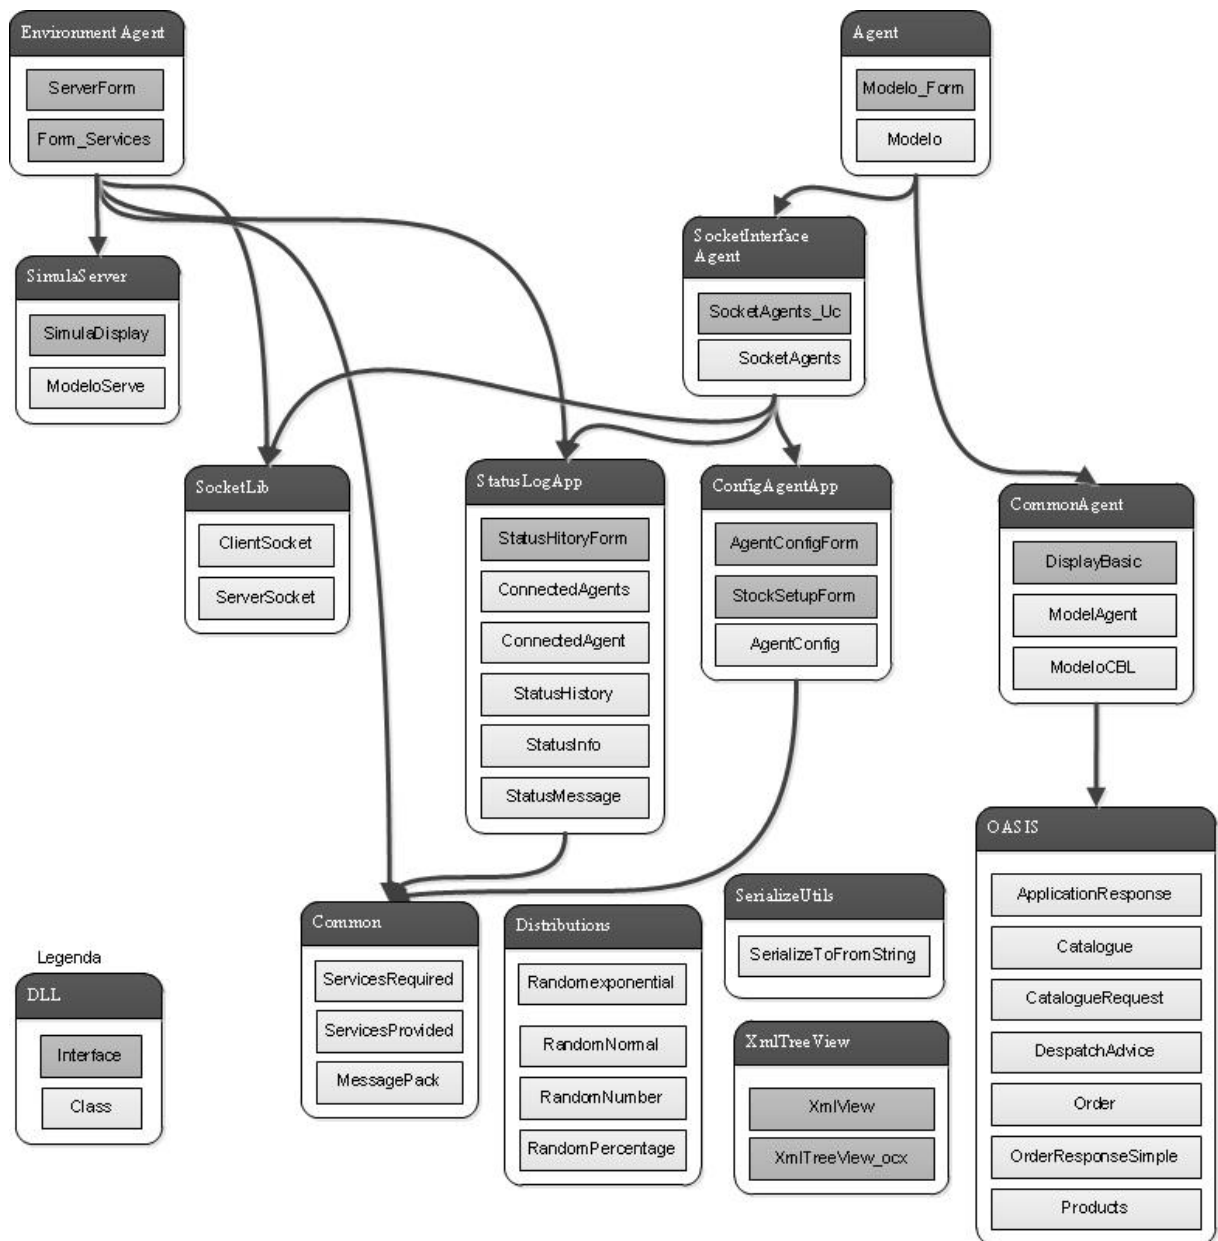 Environment Agent
ServerForm
Form_Services
Agent
Modelo_Form
Modelo
SimulaServer
SimulaDisplay
ModeloServe
SocketInterface
Agent
SocketAgents_Uc
SocketAgents
SocketLib
ClientSocket
ServerSocket
StatusLogApp
StatusHitoryForm
ConnectedAgents
ConnectedAgent
StatusHistory
StatusInfo
StatusMessage
ConfigAgentApp
AgentConfigForm
StockSetupForm
AgentConfig
CommonAgent
DisplayBasic
ModelAgent
ModeloCBL
Common
ServicesRequired
ServicesProvided
MessagePack
Distributions
Randomexponential
RandomNormal
RandomNumber
RandomPercentage
SerializeUtils
SerializeToFromString
XmlTreeView
XmlView
XmlTreeView_ocx
OASIS
ApplicationResponse
Catalogue
CatalogueRequest
DespatchAdvice
Order
OrderResponseSimple
Products
Legenda
DLL
Interface
Class